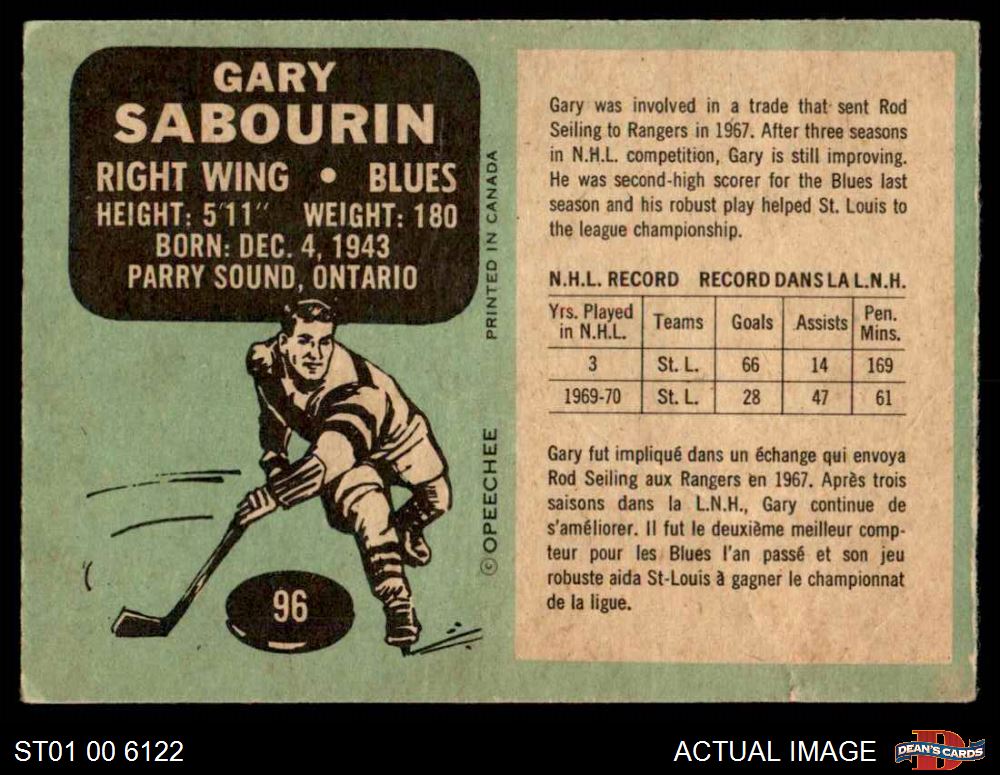 GARY
SABOURIN
RIGHT WING • BLUES
HEIGHT: 5'11" WEIGHT: 180
BORN: DEC. 4, 1943
PARRY SOUND, ONTARIO
PRINTED IN CANADA
© OPEECHEE
96
Gary was involved in a trade that sent Rod
Seiling to Rangers in 1967. After three seasons
in N.H.L. competition, Gary is still improving.
He was second-high scorer for the Blues last
season and his robust play helped St. Louis to
the league championship.
N.H.L. RECORD RECORD DANS LA L.N.H.
Yrs. Played in N.H.L. Teams Goals Assists Pen. Mins.
3 St. L. 66 14 169
1969-70 St. L. 28 47 61
Gary fut impliqué dans un échange qui envoya
Rod Seiling aux Rangers en 1967. Après trois
saisons dans la L.N.H., Gary continue de
s'améliorer. Il fut le deuxième meilleur comp-
teur pour les Blues l'an passé et son jeu
robuste aida St-Louis à gagner le championnat
de la ligue.
ST01 00 6122
ACTUAL IMAGE
DEAN'S CARDS